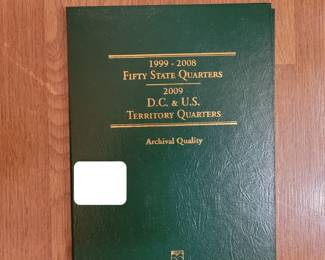 1999 - 2008
Fifty State Quarters
2009
D.C. & U.S.
Territory Quarters
Archival Quality